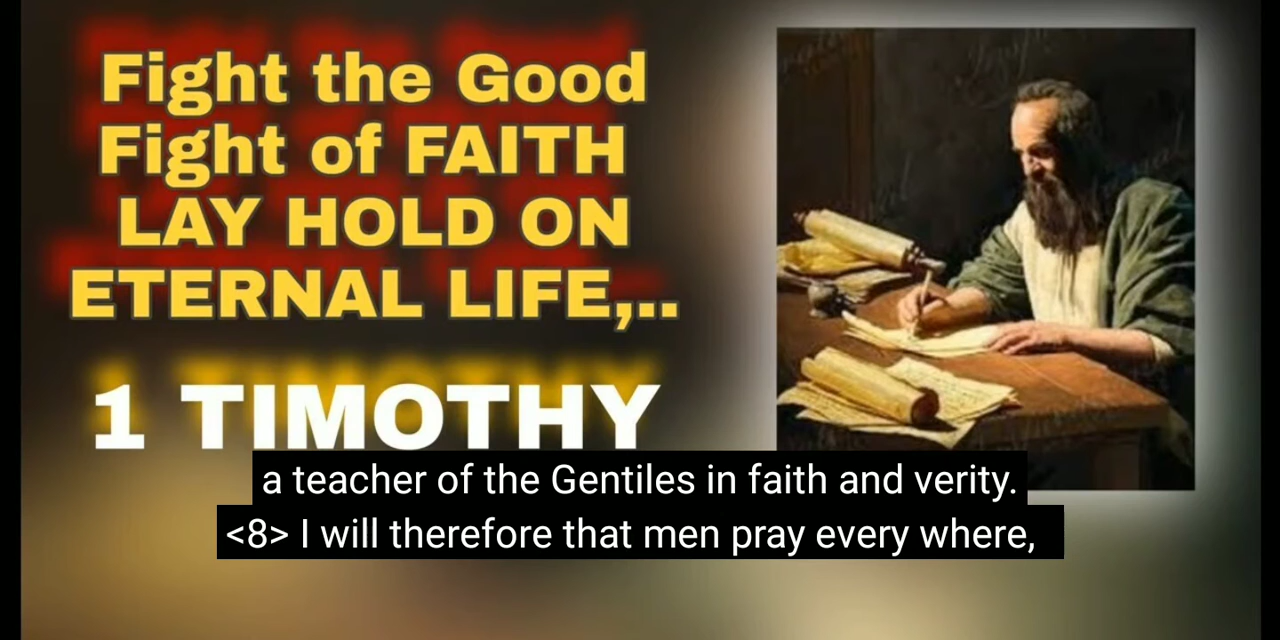 Fight the Good
Fight of FAITH
LAY HOLD ON
ETERNAL LIFE,..
1 TIMOTHY
a teacher of the Gentiles in faith and verity.
<8> I will therefore that men pray every where,